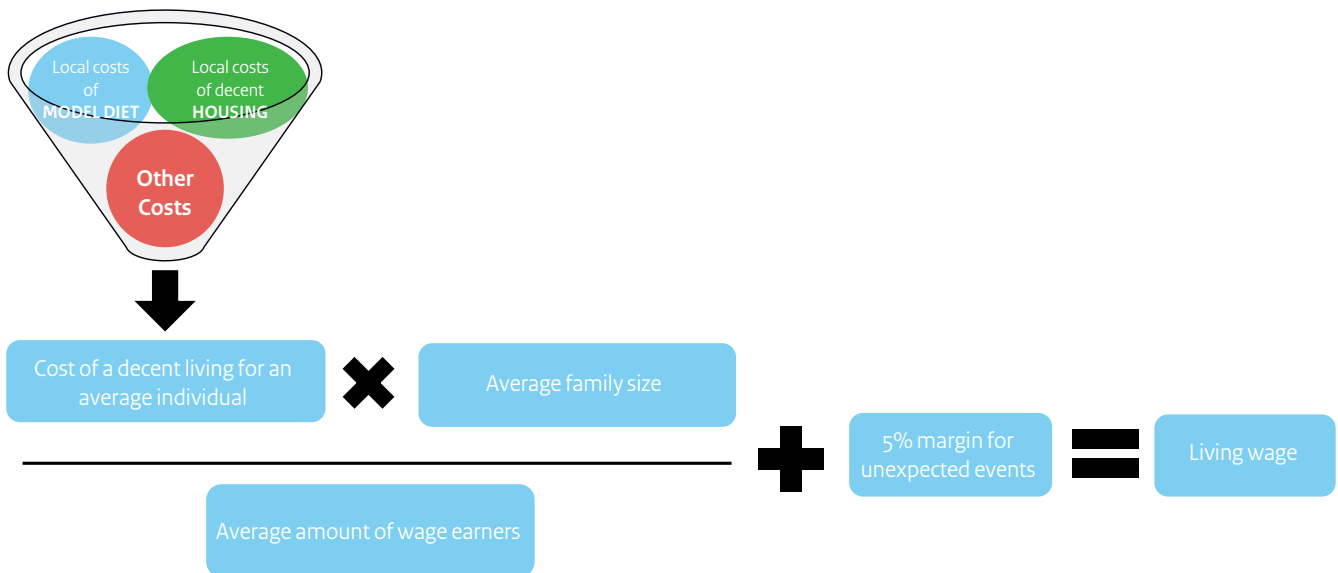 Local costs
of
MODEL DIET
Local costs
of decent
HOUSING
Other
Costs
Cost of a decent living for an
average individual
Average family size
Average amount of wage earners
5% margin for
unexpected events
Living wage